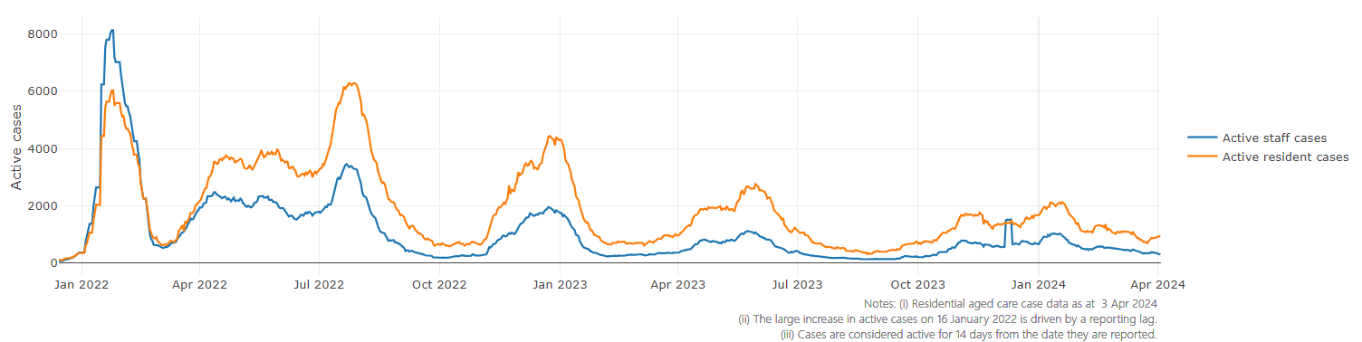 Active cases
8000
6000
4000
2000
0
Jan 2022 Apr 2022 Jul 2022 Oct 2022 Jan 2023 Apr 2023 Jul 2023 Oct 2023 Jan 2024 Apr 2024
Active staff cases
Active resident cases
Notes: (i) Residential aged care case data as at 3 Apr 2024
(ii) The large increase in active cases on 16 January 2022 is driven by a reporting lag.
(iii) Cases are considered active for 14 days from the date they are reported.